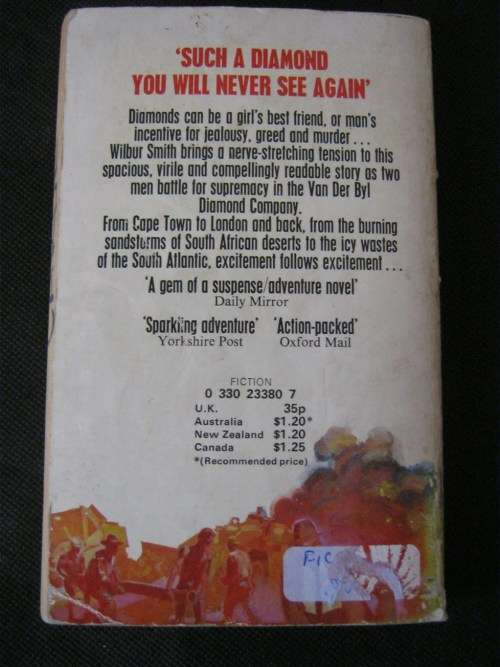 ‘SUCH A DIAMOND
YOU WILL NEVER SEE AGAIN’
Diamonds can be a girl's best friend, or man's
incentive for jealousy, greed and murder...
Wilbur Smith brings a nerve-stretching tension to this
spacious, virile and compellingly readable story as two
men battle for supremacy in the Van Der Byl
Diamond Company.
From Cape Town to London and back, from the burning
sandstorms of South African deserts to the icy wastes
of the South Atlantic, excitement follows excitement...
‘A gem of a suspense/adventure novel’
Daily Mirror
‘Sparkling adventure’ ‘Action-packed’
Yorkshire Post Oxford Mail
FICTION
0 330 23380 7
U.K. 35p
Australia $1.20*
New Zealand $1.20
Canada $1.25
*(Recommended price)
FIC